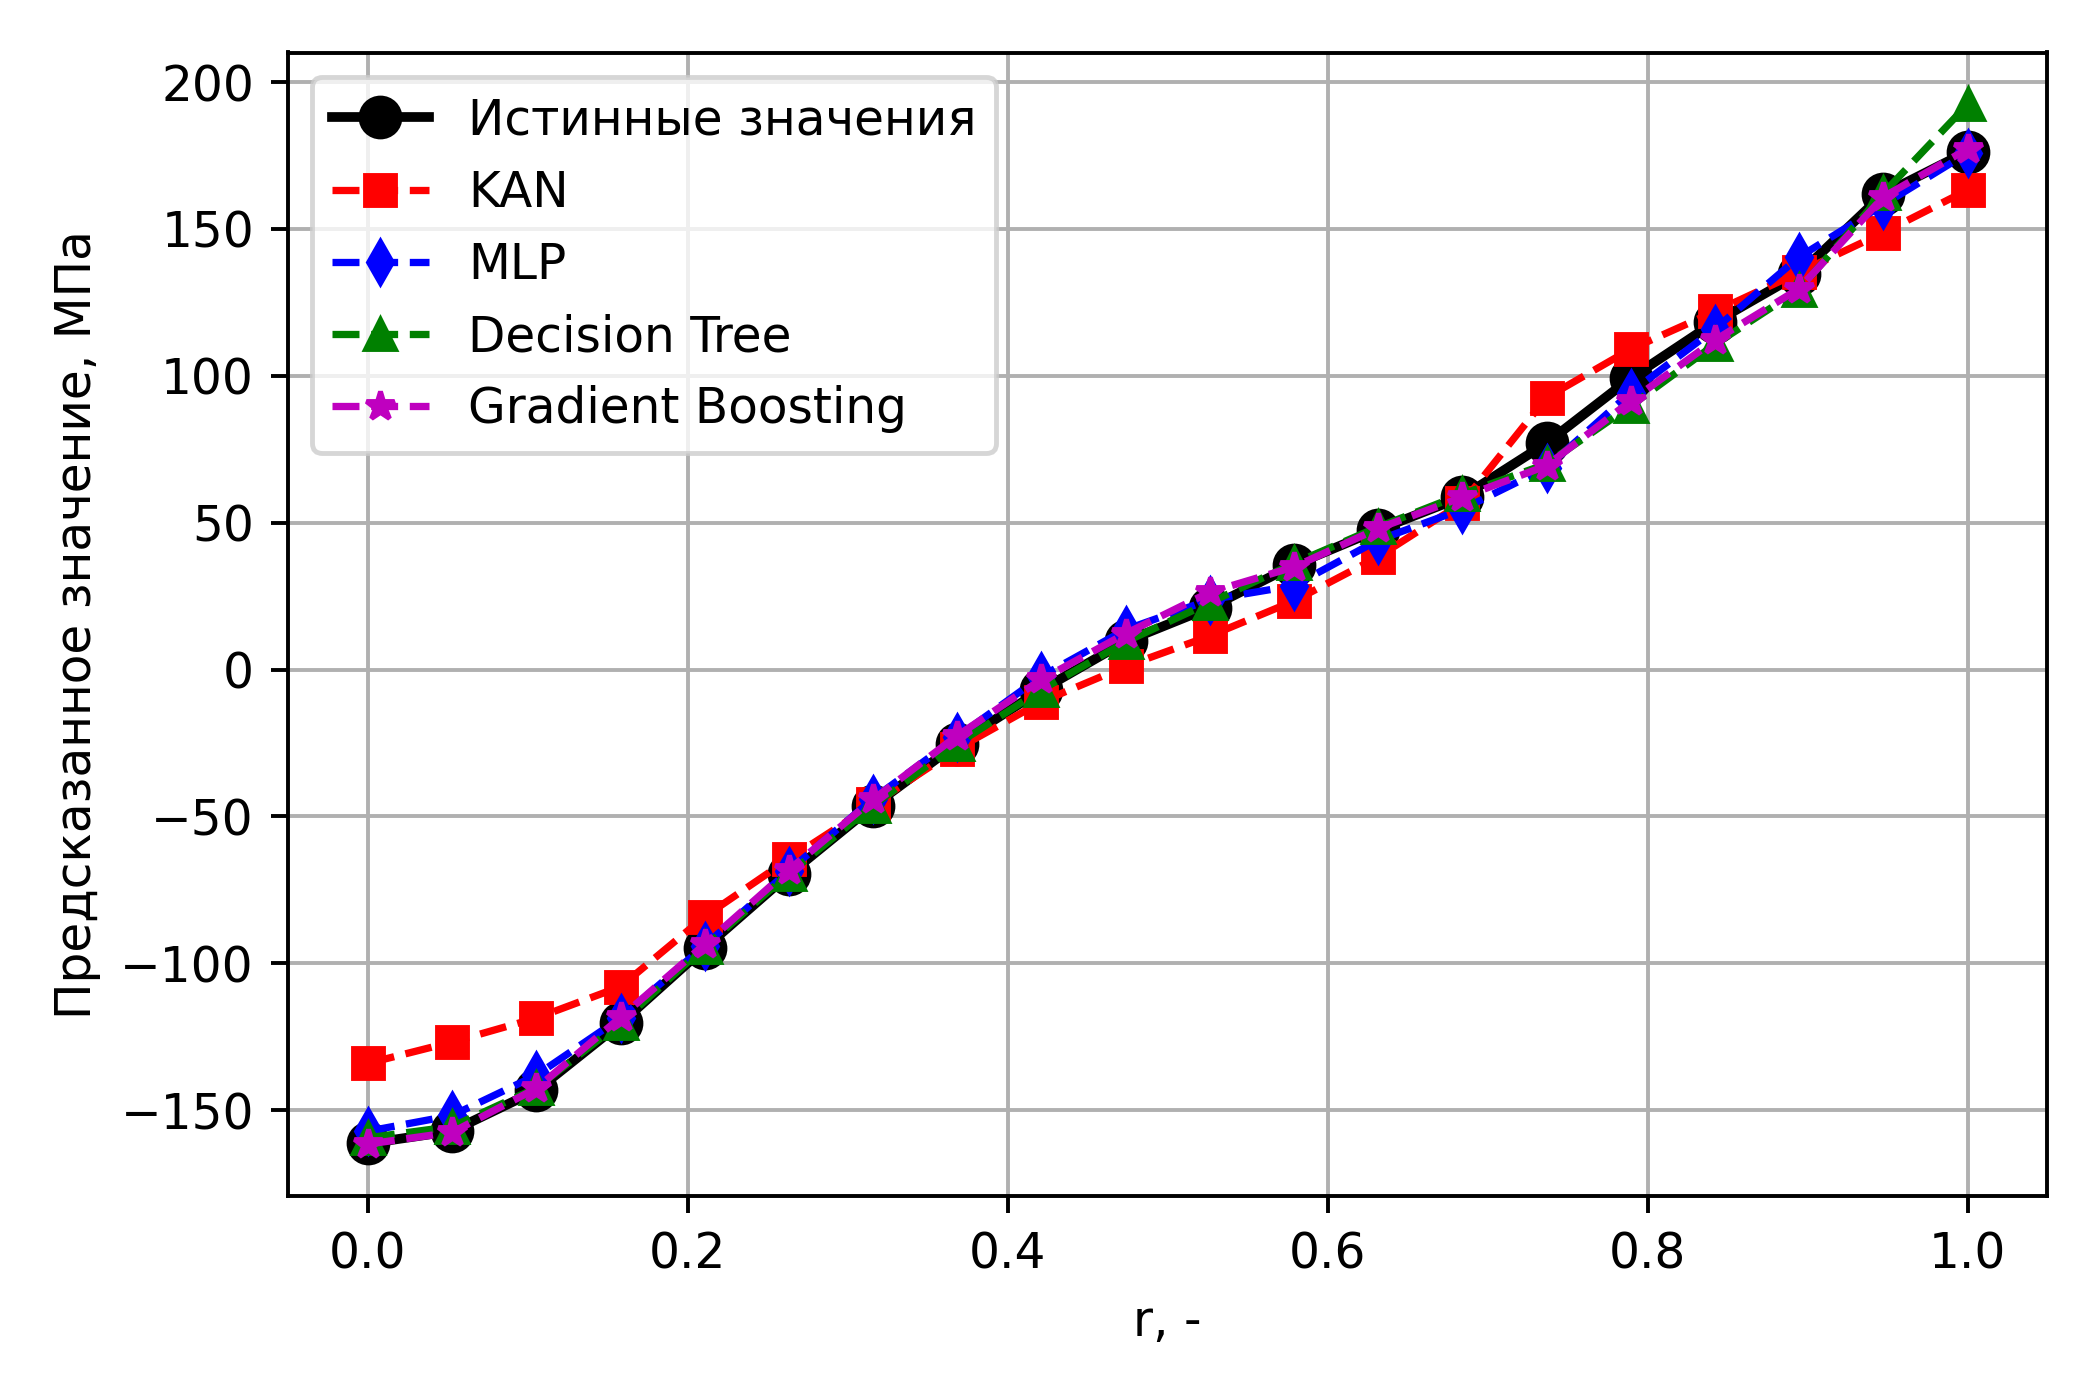 200
150
100
50
0
−50
−100
−150
Предсказанное значение, МПа
Истинные значения
KAN
MLP
Decision Tree
Gradient Boosting
0.0 0.2 0.4 0.6 0.8 1.0
r, -